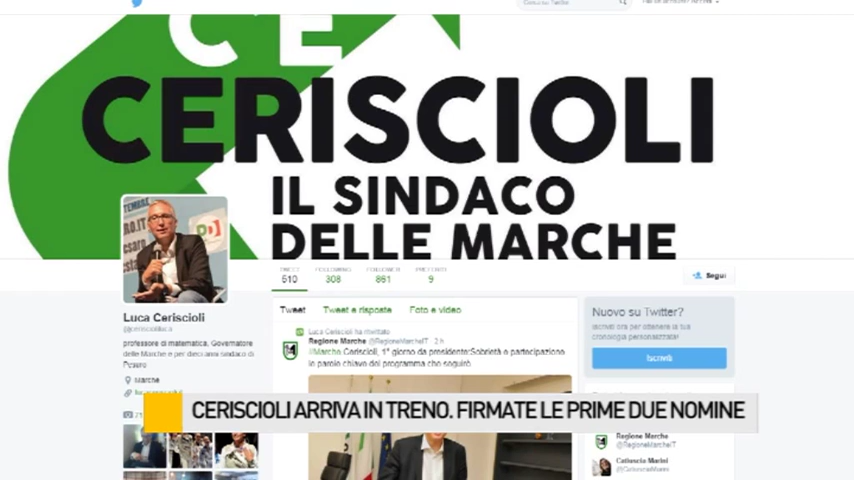 CE
CERISCIOLI
IL SINDACO
DELLE MARCHE
TWEET
FOLLOWING
FOLLOWER
PREFERITI
510
308
861
9
Segui
Luca Ceriscioli
@ceriscioliluca
professore di matematica, Governatore
delle Marche e per dieci anni sindaco di
Pesaro
Marche
Tweet
Tweet e risposte
Foto e video
Luca Ceriscioli ha ritwittato
Regione Marche @RegioneMarcheIT · 2 h
#Marche Ceriscioli, 1° giorno da presidente:Sobrietà e partecipazione
le parole chiave del programma che seguirò
Nuovo su Twitter?
Iscriviti ora per ottenere la tua
cronologia personalizzata!
Iscriviti
CERISCIOLI ARRIVA IN TRENO. FIRMATE LE PRIME DUE NOMINE
Regione Marche
@RegioneMarcheIT
Catiuscia Marini
PD